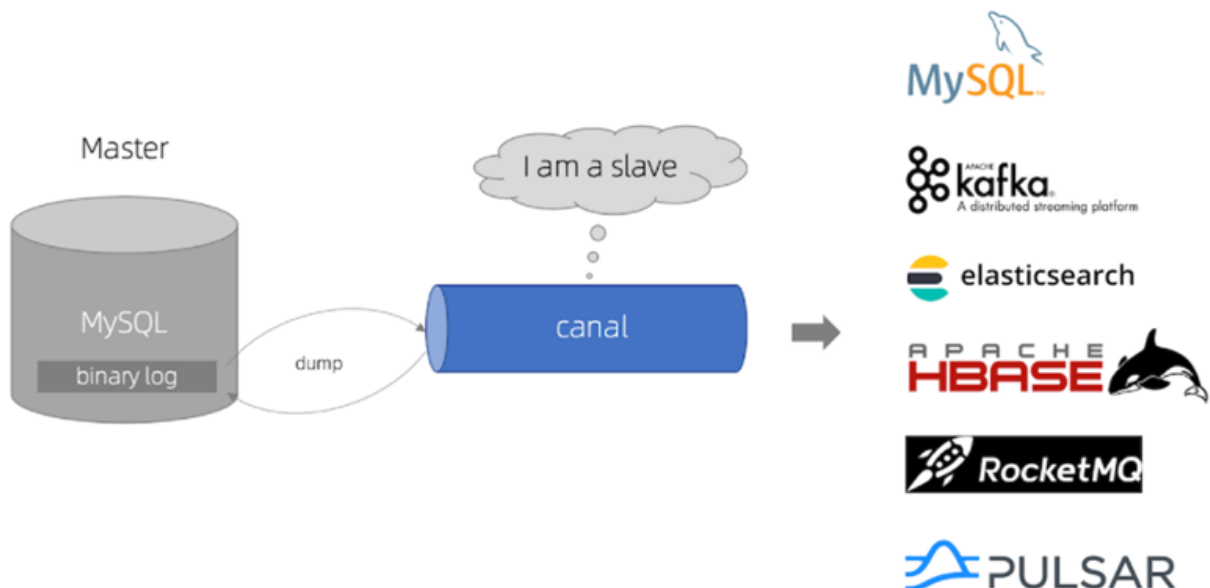 Master
MySQL
binary log
dump
I am a slave
canal
MySQL
APACHE
kafka
A distributed streaming platform
elasticsearch
APACHE
HBASE
RocketMQ
PULSAR